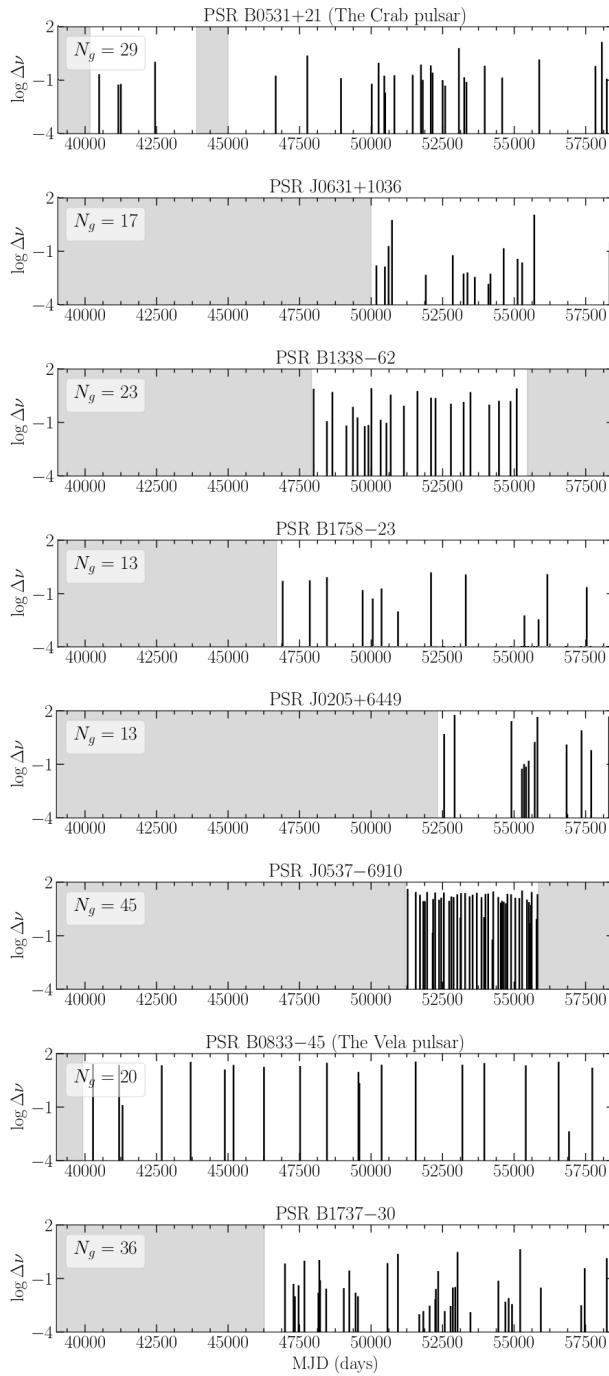 PSR B0531+21 (The Crab pulsar)
2
N_g = 29
log Δν
−1
−4
40000 42500 45000 47500 50000 52500 55000 57500
PSR J0631+1036
2
N_g = 17
log Δν
−1
−4
40000 42500 45000 47500 50000 52500 55000 57500
PSR B1338−62
2
N_g = 23
log Δν
−1
−4
40000 42500 45000 47500 50000 52500 55000 57500
PSR B1758−23
2
N_g = 13
log Δν
−1
−4
40000 42500 45000 47500 50000 52500 55000 57500
PSR J0205+6449
2
N_g = 13
log Δν
−1
−4
40000 42500 45000 47500 50000 52500 55000 57500
PSR J0537−6910
2
N_g = 45
log Δν
−1
−4
40000 42500 45000 47500 50000 52500 55000 57500
PSR B0833−45 (The Vela pulsar)
2
N_g = 20
log Δν
−1
−4
40000 42500 45000 47500 50000 52500 55000 57500
PSR B1737−30
2
N_g = 36
log Δν
−1
−4
40000 42500 45000 47500 50000 52500 55000 57500
MJD (days)